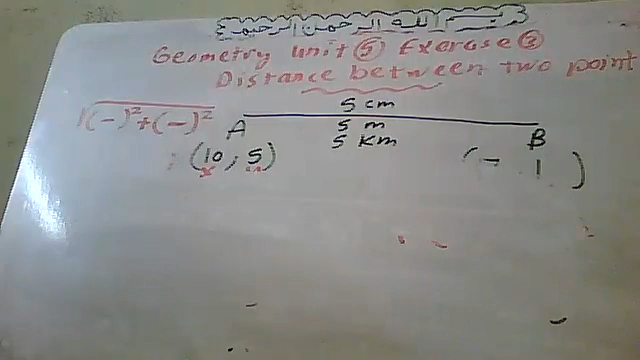 بسم الله الرحمن الرحيم
Geometry Unit ⑤ Exercise ③
Distance between two point
√(-)²+(-)²
5 cm
A
5 m
B
5 Km
(10, 5)
(- 1 )